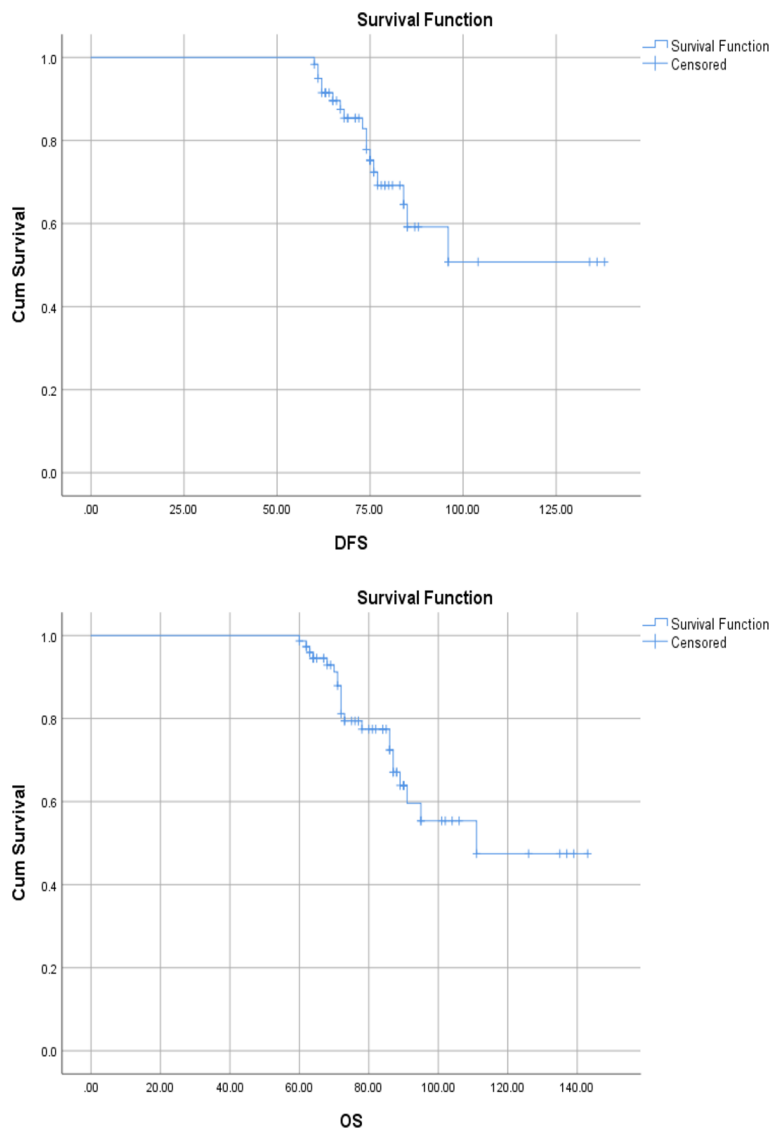 Survival Function
Survival Function
Censored
1.0
0.8
0.6
0.4
0.2
0.0
Cum Survival
.00 25.00 50.00 75.00 100.00 125.00
DFS
Survival Function
Survival Function
Censored
1.0
0.8
0.6
0.4
0.2
0.0
Cum Survival
.00 20.00 40.00 60.00 80.00 100.00 120.00 140.00
OS